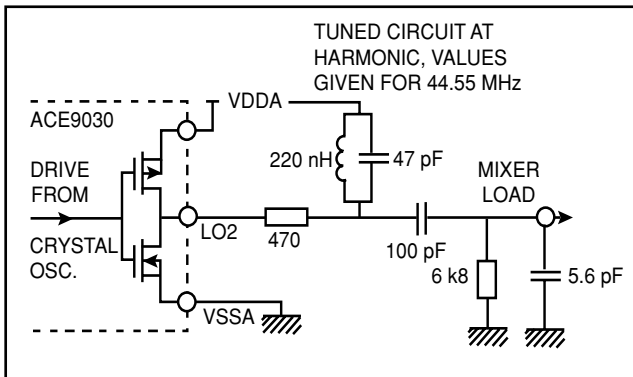 TUNED CIRCUIT AT
HARMONIC, VALUES
GIVEN FOR 44.55 MHz
VDDA
ACE9030
220 nH
47 pF
DRIVE
FROM
CRYSTAL
OSC.
LO2
470
100 pF
MIXER
LOAD
6 k8
5.6 pF
VSSA